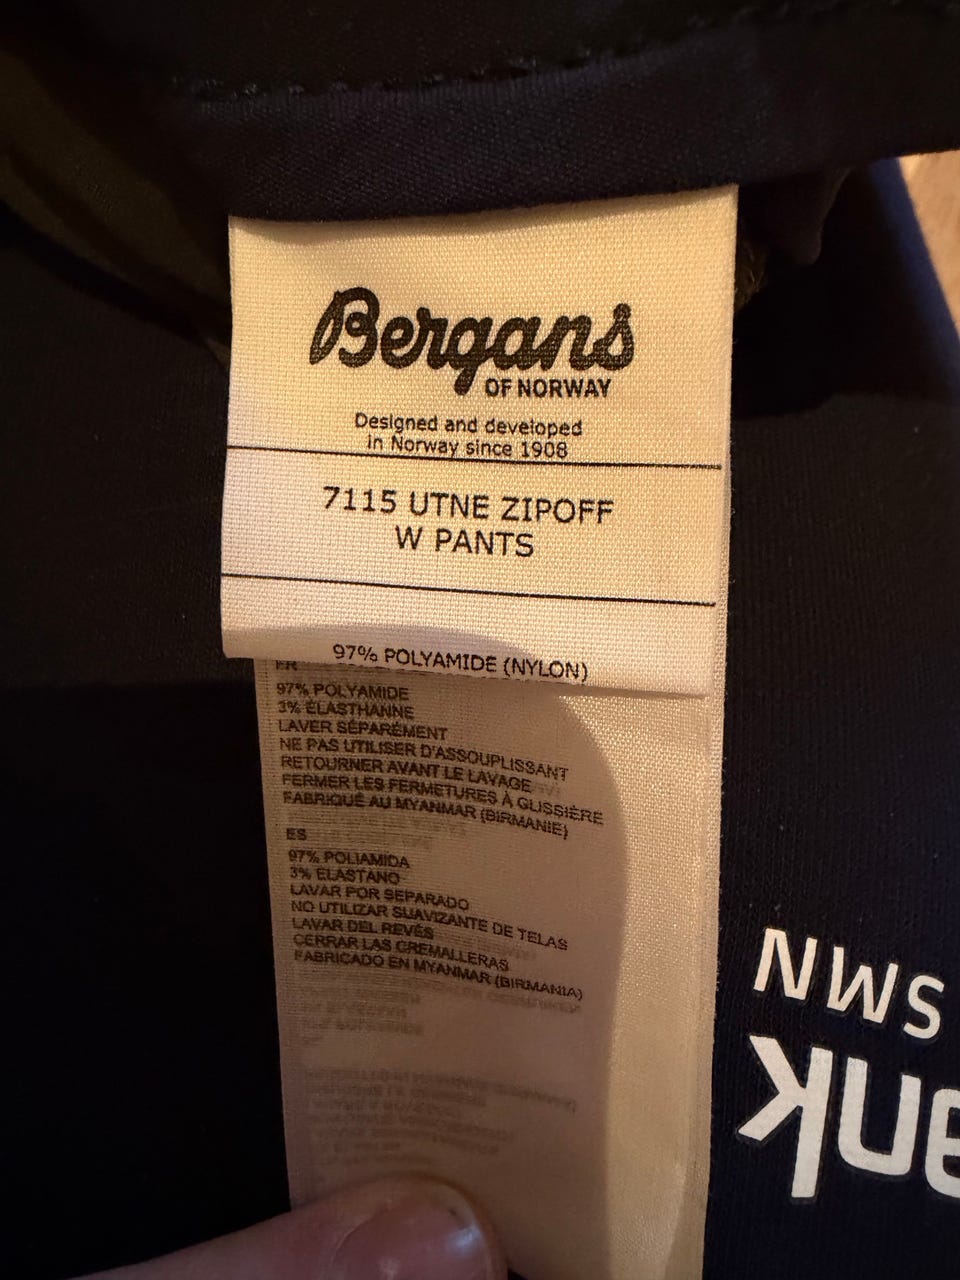 Bergans
OF NORWAY
Designed and developed
in Norway since 1908
7115 UTNE ZIPOFF
W PANTS
97% POLYAMIDE (NYLON)
FR
97% POLYAMIDE
3% ÉLASTHANNE
LAVER SÉPARÉMENT
NE PAS UTILISER D'ASSOUPLISSANT
RETOURNER AVANT LE LAVAGE
FERMER LES FERMETURES À GLISSIÈRE
FABRIQUÉ AU MYANMAR (BIRMANIE)
ES
97% POLIAMIDA
3% ELASTANO
LAVAR POR SEPARADO
NO UTILIZAR SUAVIZANTE DE TELAS
LAVAR DEL REVÉS
CERRAR LAS CREMALLERAS
FABRICADO EN MYANMAR (BIRMANIA)